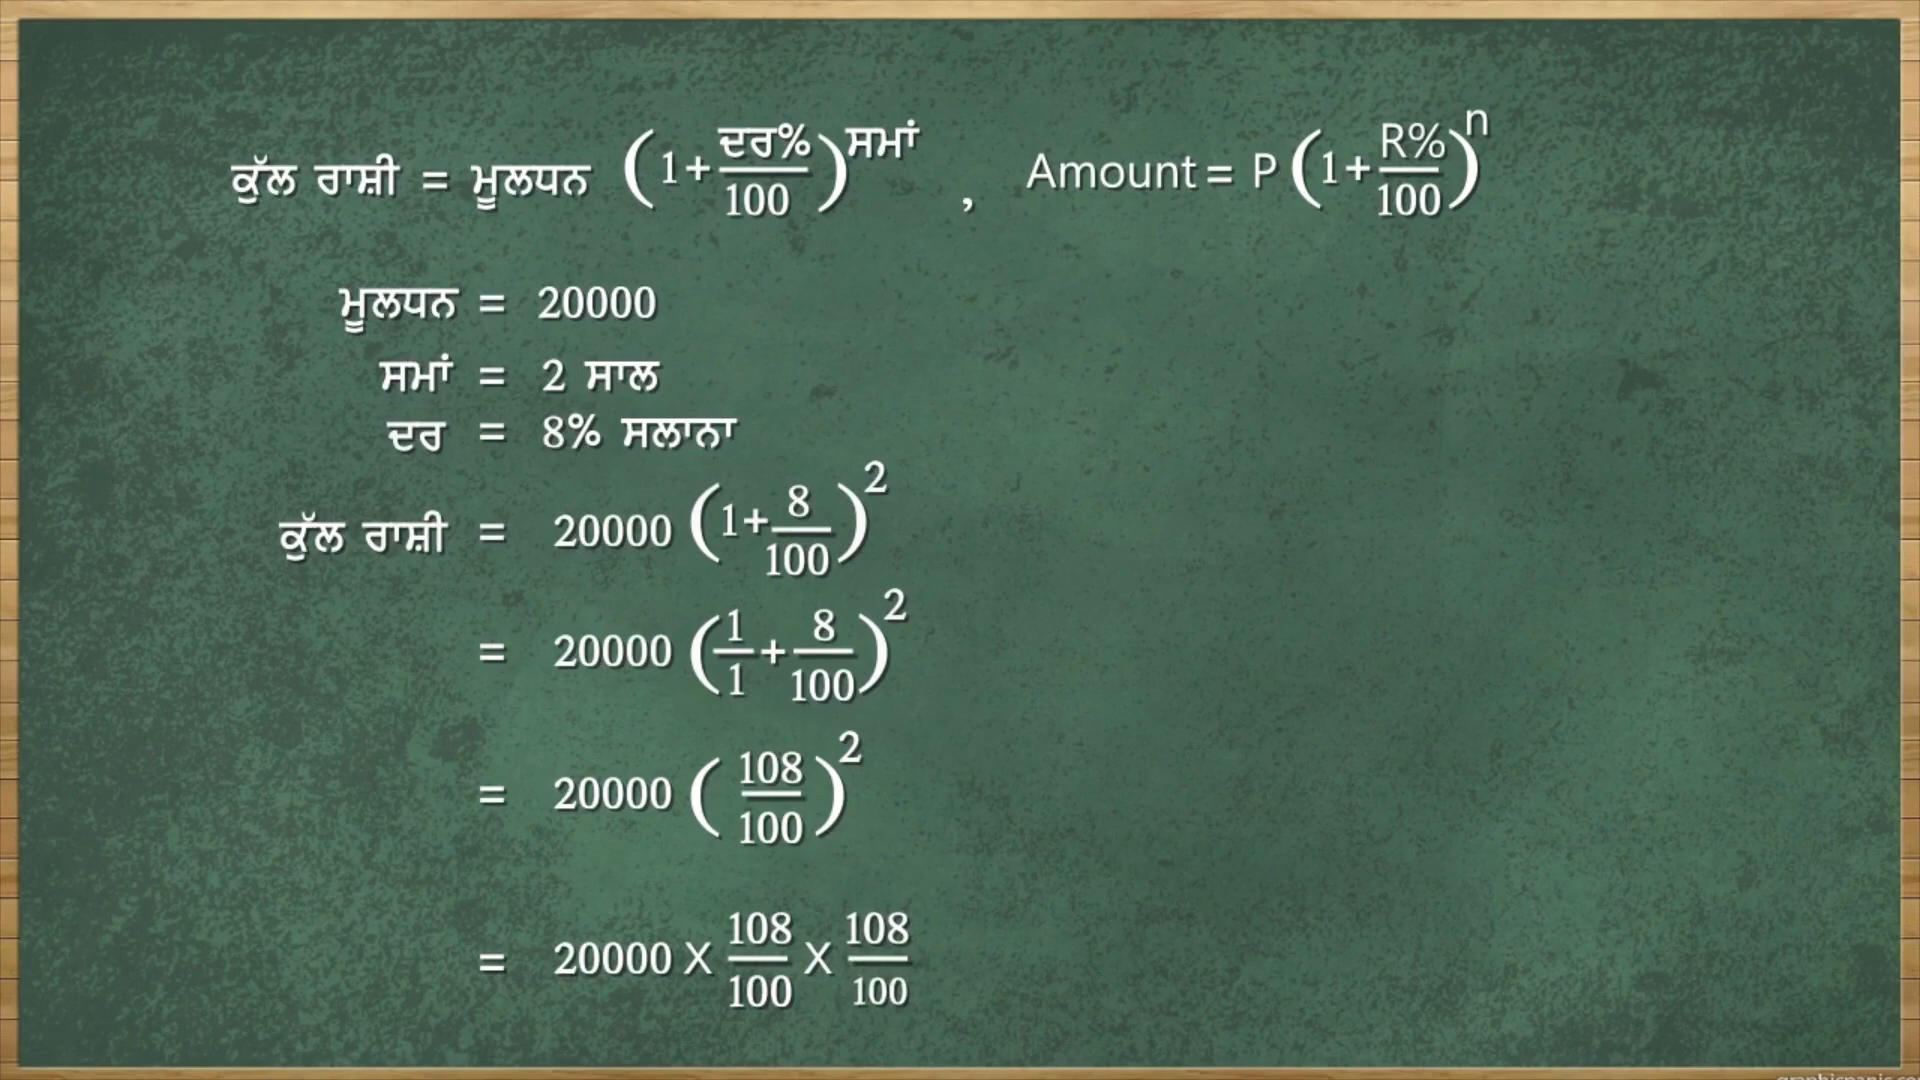 ਕੁੱਲ ਰਾਸ਼ੀ = ਮੂਲਧਨ (1+ਦਰ%/100)^ਸਮਾਂ , Amount = P (1+R%/100)^n
ਮੂਲਧਨ = 20000
ਸਮਾਂ = 2 ਸਾਲ
ਦਰ = 8% ਸਲਾਨਾ
ਕੁੱਲ ਰਾਸ਼ੀ = 20000 (1+8/100)^2
= 20000 (1/1+8/100)^2
= 20000 (108/100)^2
= 20000 X 108/100 X 108/100